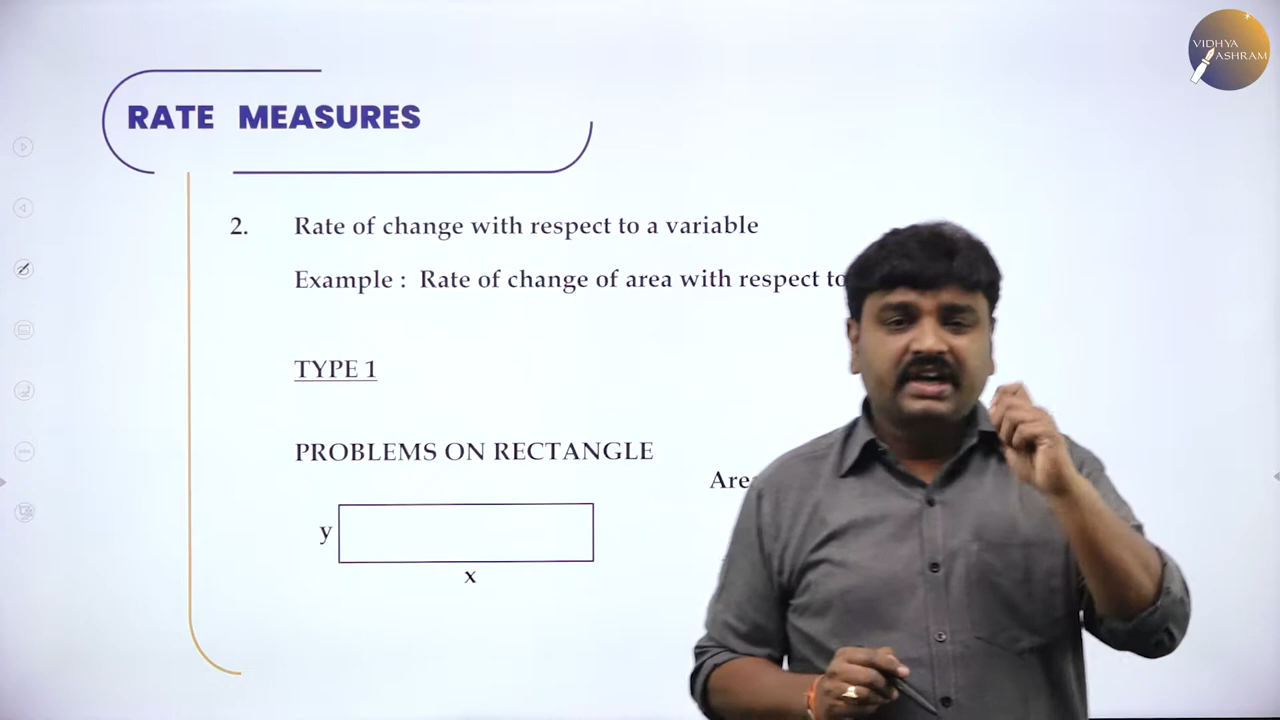 VIDHYA
ASHRAM
RATE MEASURES
2. Rate of change with respect to a variable
Example : Rate of change of area with respect to
TYPE 1
PROBLEMS ON RECTANGLE
y
x